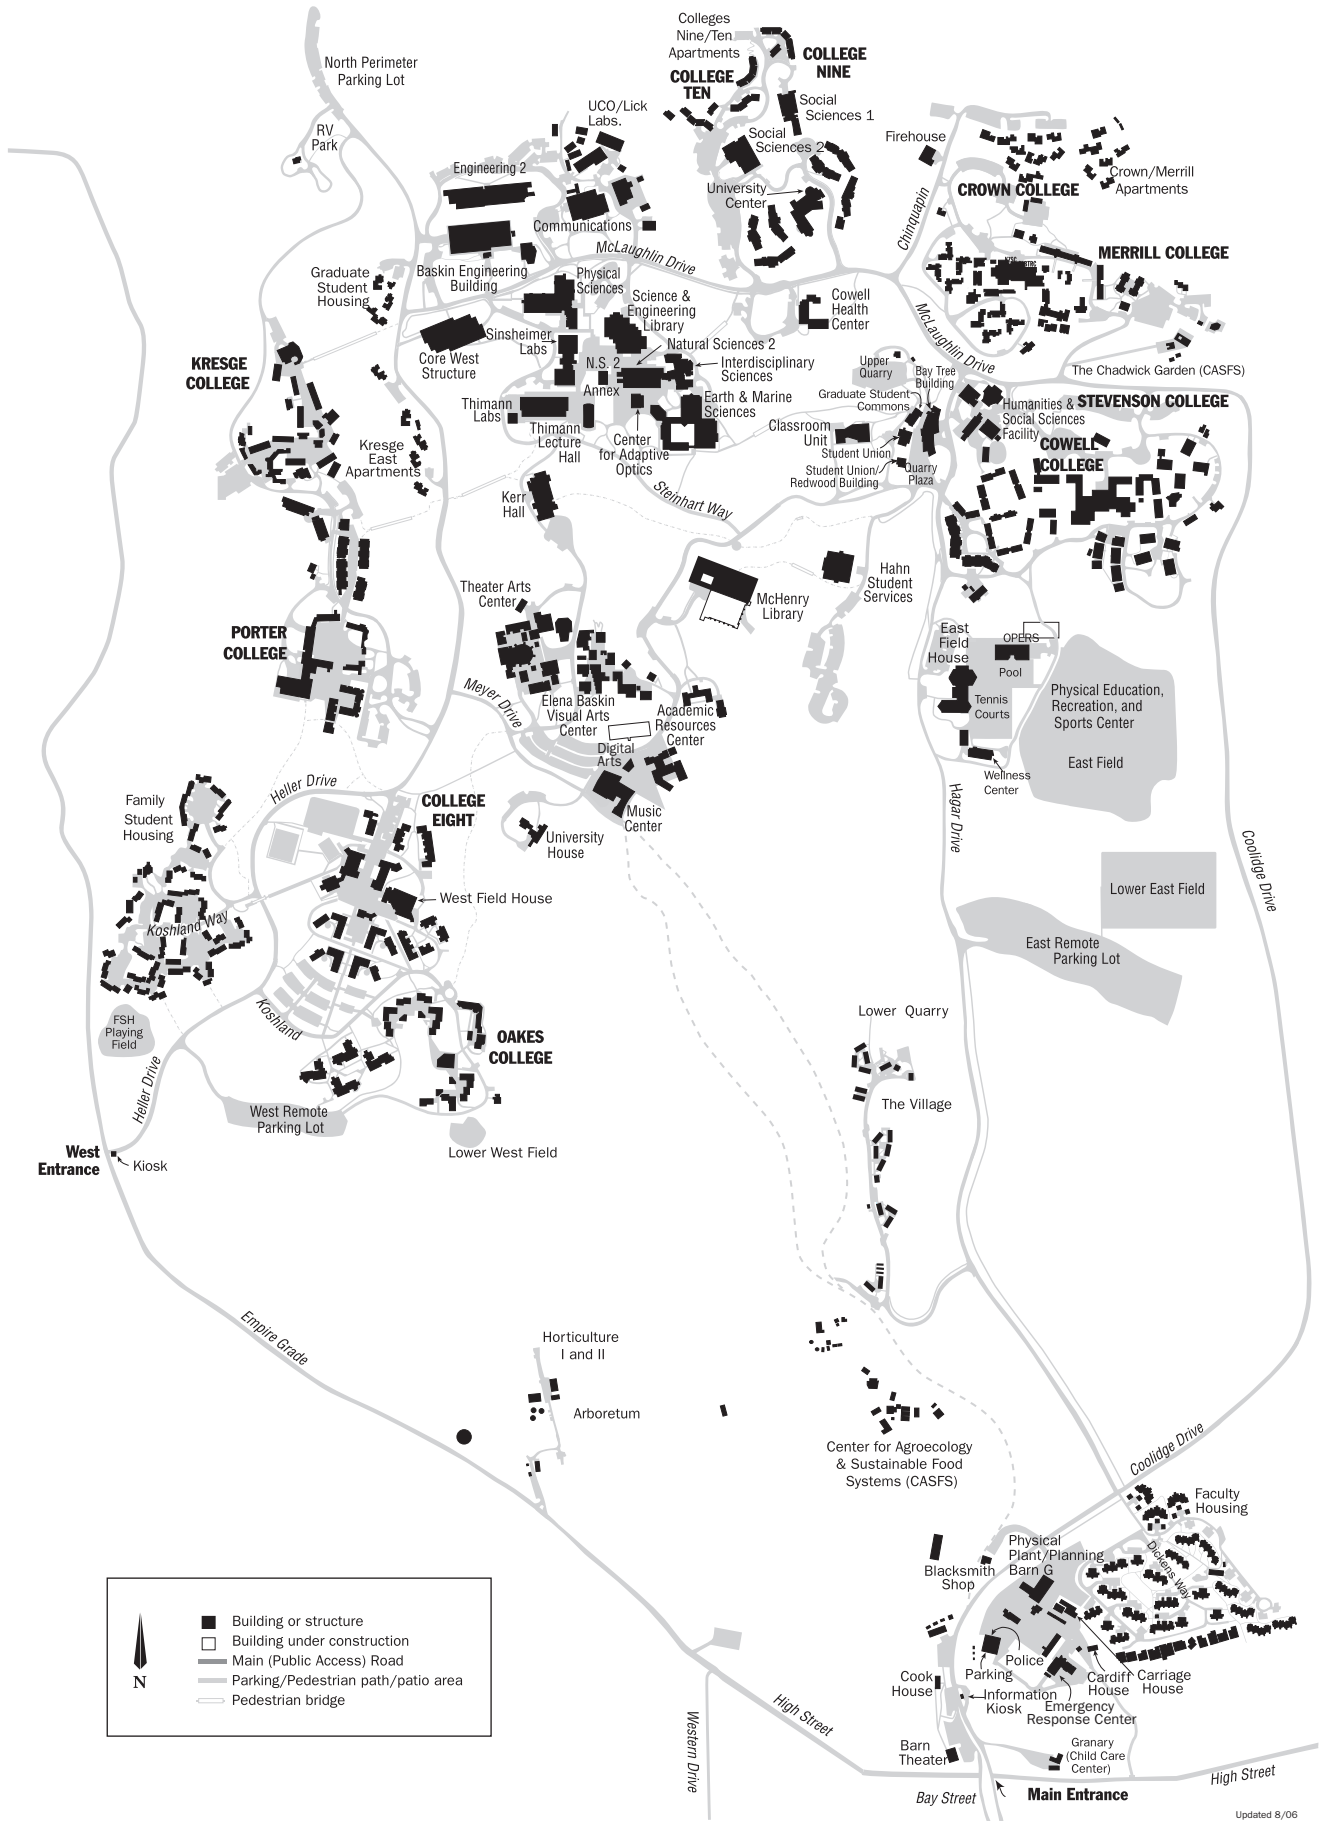 Colleges
Nine/Ten
Apartments
COLLEGE
NINE
COLLEGE
TEN
North Perimeter
Parking Lot
UCO/Lick
Labs.
Social
Sciences 1
RV
Park
Social
Sciences 2
Firehouse
Engineering 2
Crown/Merrill
Apartments
University
Center
CROWN COLLEGE
Chinquapin
Communications
McLaughlin Drive
MERRILL COLLEGE
Graduate
Student
Housing
Baskin Engineering
Building
Physical
Sciences
Science &
Engineering
Library
Cowell
Health
Center
McLaughlin Drive
Sinsheimer
Labs
Natural Sciences 2
Core West
Structure
N.S. 2
Annex
Interdisciplinary
Sciences
Upper
Quarry
Bay Tree
Building
The Chadwick Garden (CASFS)
KRESGE
COLLEGE
Thimann
Labs
Earth & Marine
Sciences
Graduate Student
Commons
Humanities &
Social Sciences
Facility
STEVENSON COLLEGE
Kresge
East
Apartments
Thimann
Lecture
Hall
Center
for Adaptive
Optics
Classroom
Unit
Student Union
Student Union/
Redwood Building
Quarry
Plaza
COWELL
COLLEGE
Kerr
Hall
Steinhart Way
Theater Arts
Center
McHenry
Library
Hahn
Student
Services
PORTER
COLLEGE
East
Field
House
OPERS
Pool
Tennis
Courts
Physical Education,
Recreation, and
Sports Center
East Field
Meyer Drive
Elena Baskin
Visual Arts
Center
Academic
Resources
Center
Digital
Arts
Wellness
Center
Heller Drive
Family
Student
Housing
COLLEGE
EIGHT
University
House
Music
Center
Hagar Drive
Coolidge Drive
Lower East Field
West Field House
Koshland Way
East Remote
Parking Lot
Koshland
FSH
Playing
Field
Lower Quarry
OAKES
COLLEGE
Heller Drive
The Village
West Remote
Parking Lot
Lower West Field
West
Entrance
Kiosk
Empire Grade
Horticulture
I and II
Arboretum
Center for Agroecology
& Sustainable Food
Systems (CASFS)
Coolidge Drive
Faculty
Housing
Dickens Way
Physical
Plant/Planning
Barn G
Blacksmith
Shop
Building or structure
Building under construction
Main (Public Access) Road
Parking/Pedestrian path/patio area
Pedestrian bridge
N
Police
Parking
Cook
House
Information
Kiosk
Cardiff
House
Carriage
House
Emergency
Response Center
High Street
Western Drive
Barn
Theater
Granary
(Child Care
Center)
High Street
Bay Street
Main Entrance
Updated 8/06